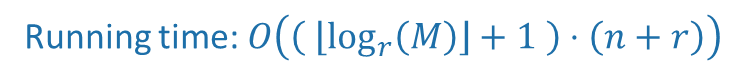 Running time: O(( ⌊log_r(M)⌋ + 1 ) · (n + r))